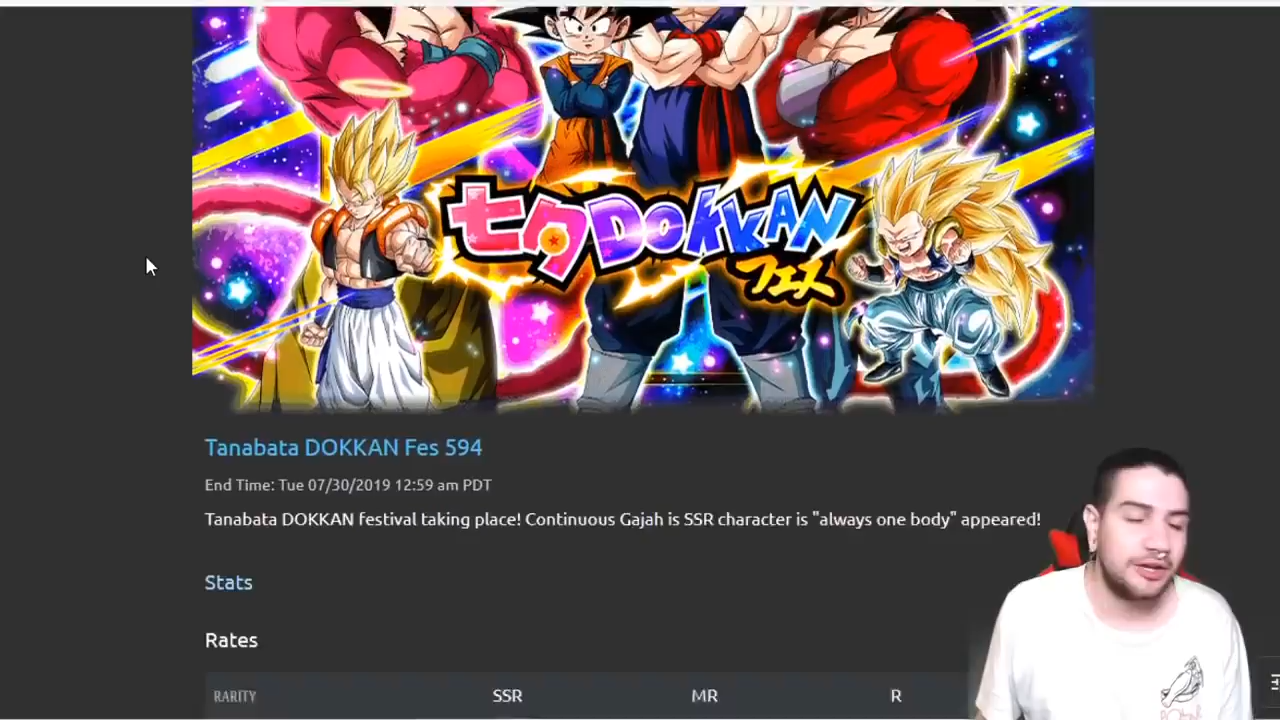 七夕DOKKAN
フェス
Tanabata DOKKAN Fes 594
End Time: Tue 07/30/2019 12:59 am PDT
Tanabata DOKKAN festival taking place! Continuous Gajah is SSR character is "always one body" appeared!
Stats
Rates
RARITY SSR MR R